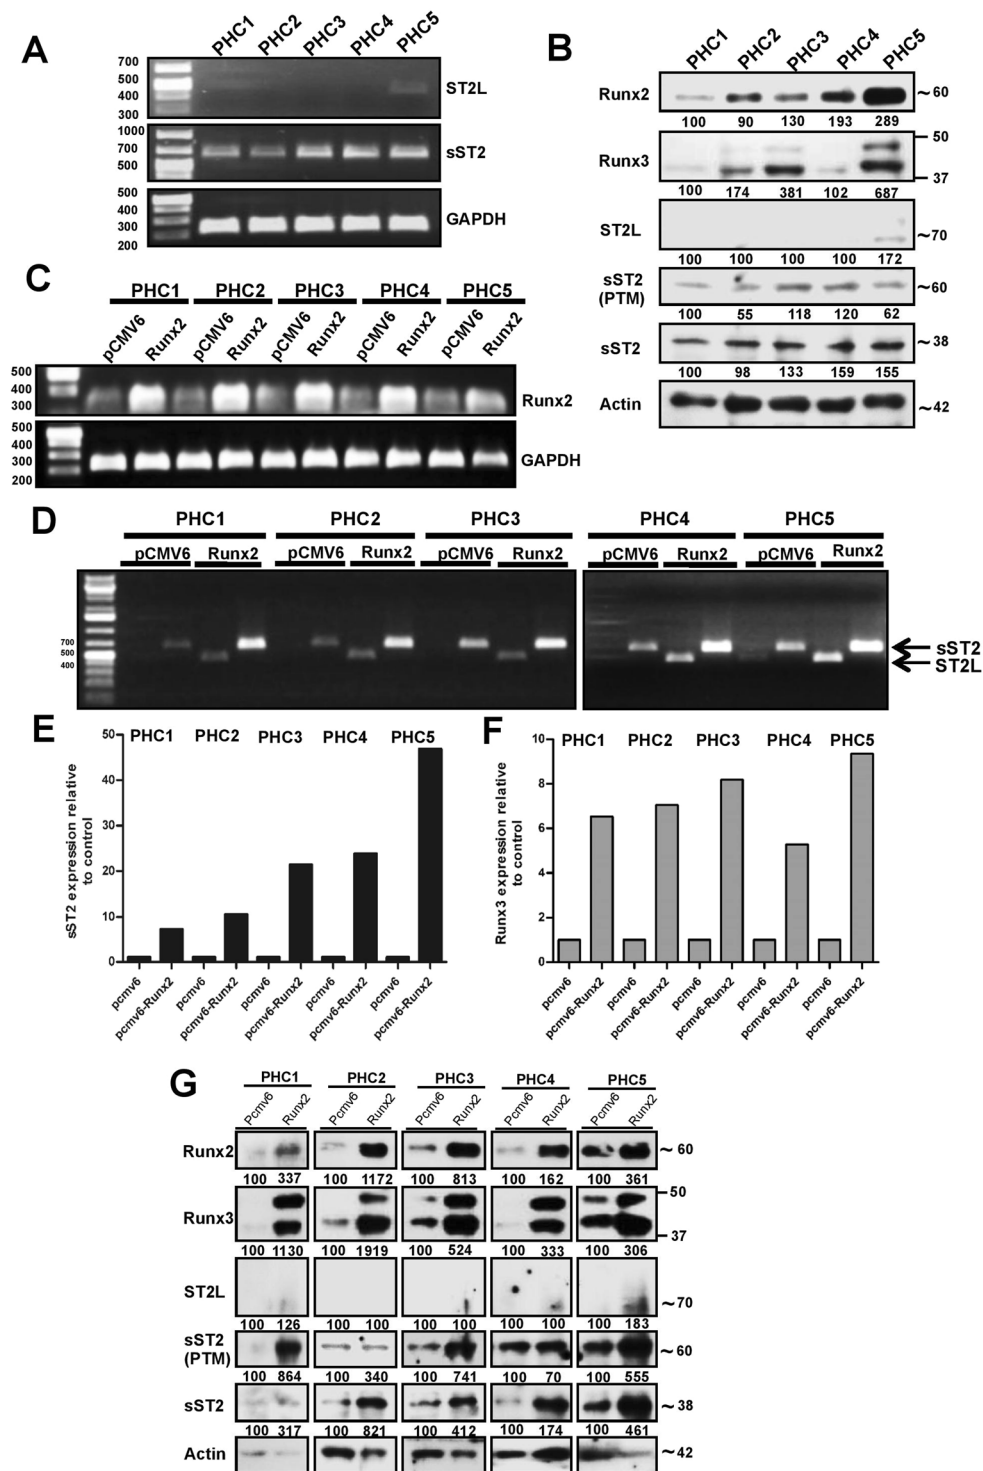 A
PHC1 PHC2 PHC3 PHC4 PHC5
700
500
400
300
ST2L
1000
700
500
sST2
500
400
300
200
GAPDH
B
PHC1 PHC2 PHC3 PHC4 PHC5
Runx2
~60
100 90 130 193 289
Runx3
50
37
100 174 381 102 687
ST2L
~70
100 100 100 100 172
sST2
(PTM)
~60
100 55 118 120 62
sST2
~38
100 98 133 159 155
Actin
~42
C
PHC1 PHC2 PHC3 PHC4 PHC5
pCMV6 Runx2 pCMV6 Runx2 pCMV6 Runx2 pCMV6 Runx2 pCMV6 Runx2
500
400
300
Runx2
500
400
300
200
GAPDH
D
PHC1 PHC2 PHC3 PHC4 PHC5
pCMV6 Runx2 pCMV6 Runx2 pCMV6 Runx2 pCMV6 Runx2 pCMV6 Runx2
700
500
400
sST2
ST2L
E
PHC1 PHC2 PHC3 PHC4 PHC5
sST2 expression relative
to control
50
40
30
20
10
0
pcmv6 pcmv6-Runx2 pcmv6 pcmv6-Runx2 pcmv6 pcmv6-Runx2 pcmv6 pcmv6-Runx2 pcmv6 pcmv6-Runx2
F
PHC1 PHC2 PHC3 PHC4 PHC5
Runx3 expression relative
to control
10
8
6
4
2
0
pcmv6 pcmv6-Runx2 pcmv6 pcmv6-Runx2 pcmv6 pcmv6-Runx2 pcmv6 pcmv6-Runx2 pcmv6 pcmv6-Runx2
G
PHC1 PHC2 PHC3 PHC4 PHC5
Pcmv6 Runx2 Pcmv6 Runx2 Pcmv6 Runx2 Pcmv6 Runx2 Pcmv6 Runx2
Runx2
~ 60
100 337 100 1172 100 813 100 162 100 361
Runx3
50
37
100 1130 100 1919 100 524 100 333 100 306
ST2L
~70
100 126 100 100 100 100 100 100 100 183
sST2
(PTM)
~ 60
100 864 100 340 100 741 100 70 100 555
sST2
~38
100 317 100 821 100 412 100 174 100 461
Actin
~42